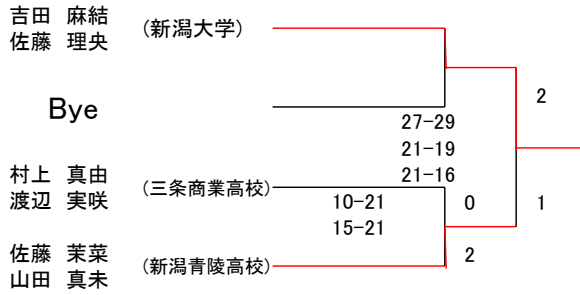 吉田 麻結
佐藤 理央
(新潟大学)
2
Bye
27-29
21-19
21-16
村上 真由
渡辺 実咲
(三条商業高校)
10-21
15-21
0
1
佐藤 茉菜
山田 真未
(新潟青陵高校)
2